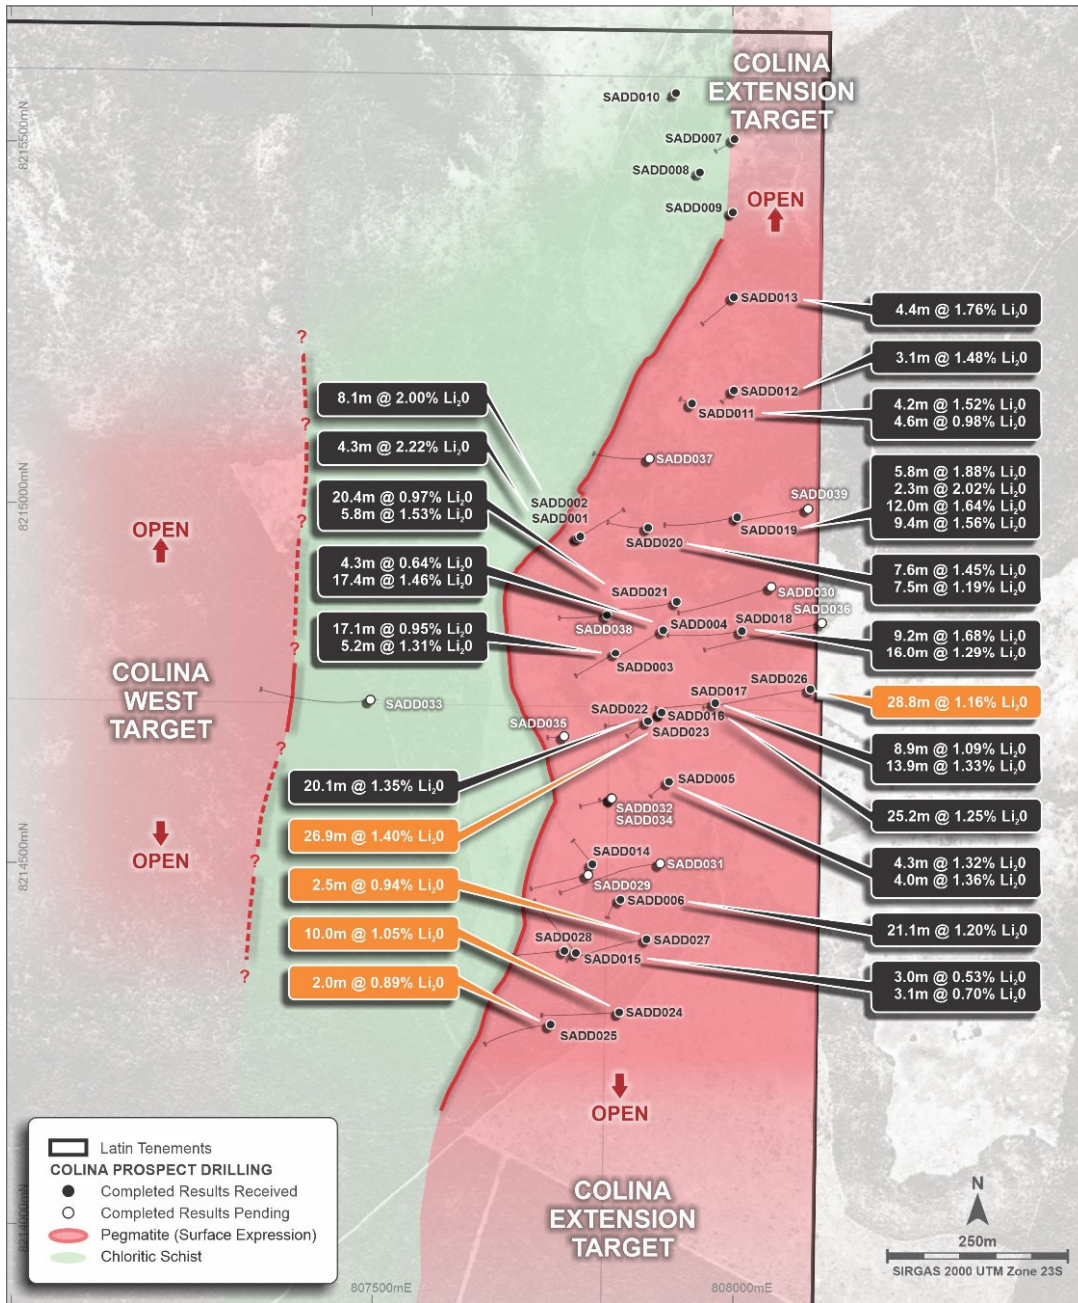 COLINA
EXTENSION
TARGET
SADD010
8215500mN
SADD007
SADD008
SADD009
OPEN
SADD013
4.4m @ 1.76% Li₂0
3.1m @ 1.48% Li₂0
SADD012
SADD011
4.2m @ 1.52% Li₂0
4.6m @ 0.98% Li₂0
?
?
?
?
?
?
?
8.1m @ 2.00% Li₂0
4.3m @ 2.22% Li₂0
20.4m @ 0.97% Li₂0
5.8m @ 1.53% Li₂0
4.3m @ 0.64% Li₂0
17.4m @ 1.46% Li₂0
17.1m @ 0.95% Li₂0
5.2m @ 1.31% Li₂0
SADD037
SADD002
SADD001
SADD039
SADD019
SADD020
5.8m @ 1.88% Li₂0
2.3m @ 2.02% Li₂0
12.0m @ 1.64% Li₂0
9.4m @ 1.56% Li₂0
8215000mN
OPEN
7.6m @ 1.45% Li₂0
7.5m @ 1.19% Li₂0
SADD021
SADD030
SADD036
SADD004
SADD018
SADD038
SADD003
9.2m @ 1.68% Li₂0
16.0m @ 1.29% Li₂0
COLINA
WEST
TARGET
SADD033
SADD026
SADD017
SADD022
SADD016
SADD023
SADD035
28.8m @ 1.16% Li₂0
8.9m @ 1.09% Li₂0
13.9m @ 1.33% Li₂0
20.1m @ 1.35% Li₂0
SADD005
25.2m @ 1.25% Li₂0
26.9m @ 1.40% Li₂0
SADD032
SADD034
OPEN
8214500mN
SADD014
SADD031
SADD029
4.3m @ 1.32% Li₂0
4.0m @ 1.36% Li₂0
2.5m @ 0.94% Li₂0
SADD006
21.1m @ 1.20% Li₂0
10.0m @ 1.05% Li₂0
SADD028
SADD027
SADD015
2.0m @ 0.89% Li₂0
3.0m @ 0.53% Li₂0
3.1m @ 0.70% Li₂0
SADD024
SADD025
OPEN
COLINA
EXTENSION
TARGET
Latin Tenements
COLINA PROSPECT DRILLING
Completed Results Received
Completed Results Pending
Pegmatite (Surface Expression)
Chloritic Schist
8214000mN
807500mE
808000mE
N
250m
SIRGAS 2000 UTM Zone 23S